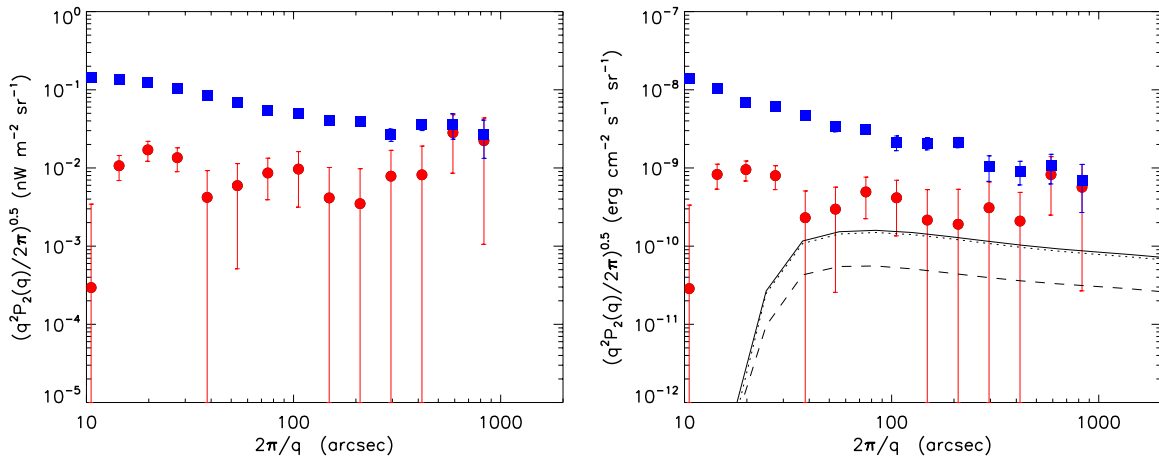 10⁰
10⁻¹
10⁻²
10⁻³
10⁻⁴
10⁻⁵
(q²P₂(q)/2π)⁰·⁵ (nW m⁻² sr⁻¹)
10 100 1000
2π/q (arcsec)
10⁻⁷
10⁻⁸
10⁻⁹
10⁻¹⁰
10⁻¹¹
10⁻¹²
(q²P₂(q)/2π)⁰·⁵ (erg cm⁻² s⁻¹ sr⁻¹)
10 100 1000
2π/q (arcsec)